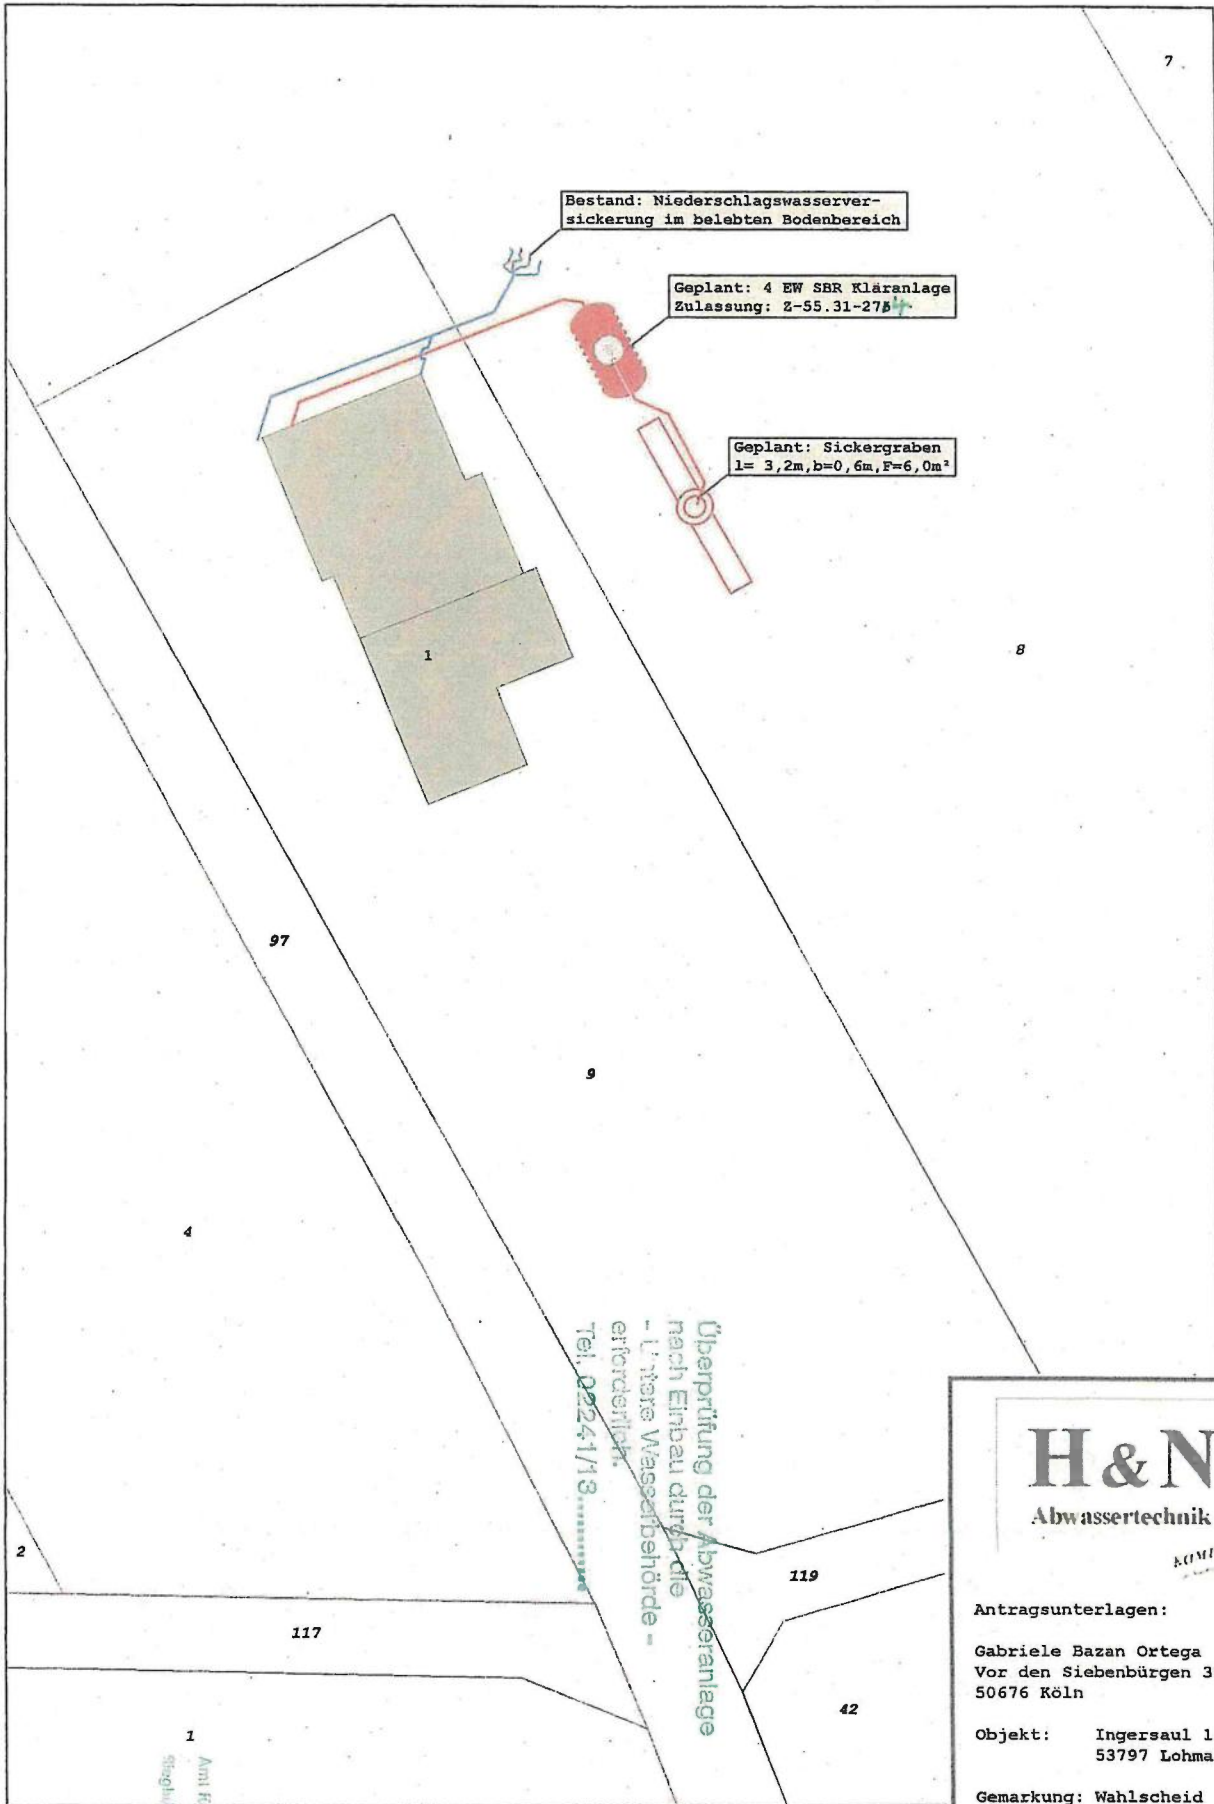 7
Bestand: Niederschlagswasserver-
sickerung im belebten Bodenbereich
Geplant: 4 EW SBR Kläranlage
Zulassung: Z-55.31-274
Geplant: Sickergraben
l= 3,2m,b=0,6m,F=6,0m²
8
1
97
9
4
Überprüfung der Abwasseranlage
nach Einbau durch die
- Untere Wasserbehörde -
erforderlich.
Tel. 02241/13..........
2
117
119
42
1
H & N
Abwassertechnik
Antragsunterlagen:
Gabriele Bazan Ortega
Vor den Siebenbürgen 3
50676 Köln
Objekt: Ingersaul 1
53797 Lohma
Gemarkung: Wahlscheid
Amt